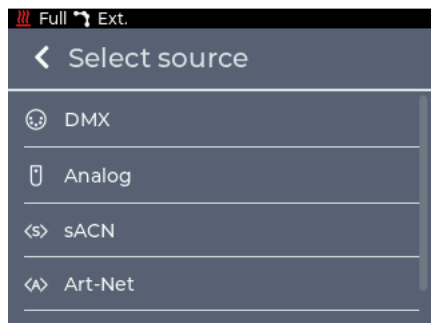 Full Ext.
Select source
DMX
Analog
<S> sACN
<A> Art-Net